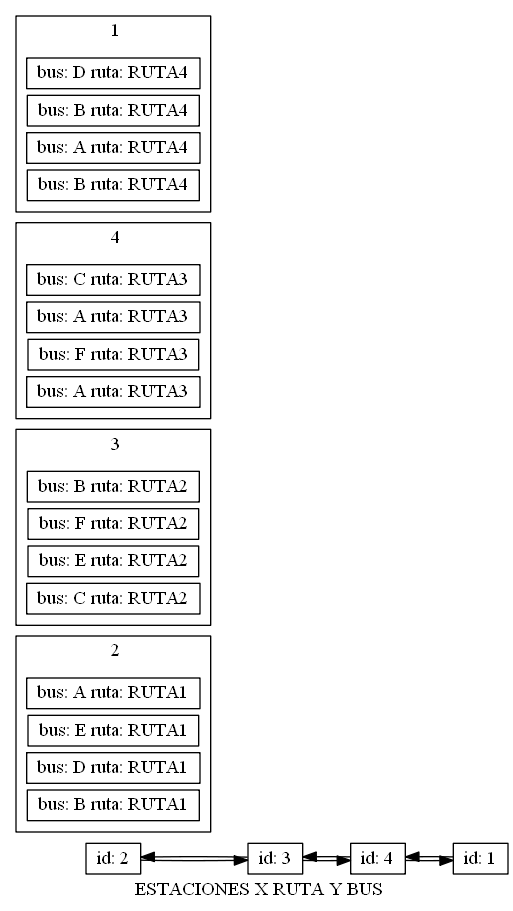 1
bus: D ruta: RUTA4
bus: B ruta: RUTA4
bus: A ruta: RUTA4
bus: B ruta: RUTA4
4
bus: C ruta: RUTA3
bus: A ruta: RUTA3
bus: F ruta: RUTA3
bus: A ruta: RUTA3
3
bus: B ruta: RUTA2
bus: F ruta: RUTA2
bus: E ruta: RUTA2
bus: C ruta: RUTA2
2
bus: A ruta: RUTA1
bus: E ruta: RUTA1
bus: D ruta: RUTA1
bus: B ruta: RUTA1
id: 2 id: 3 id: 4 id: 1
ESTACIONES X RUTA Y BUS